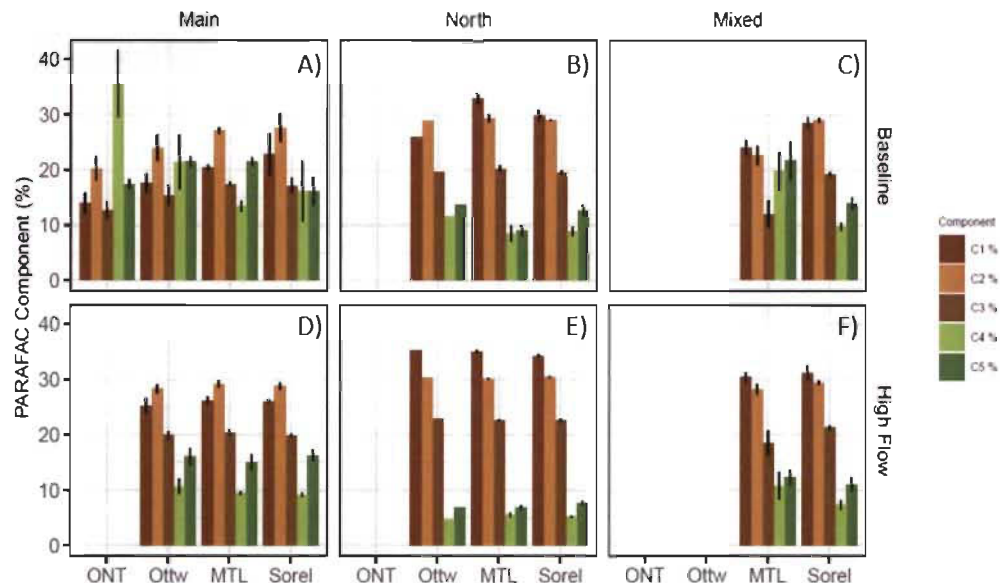 Main North Mixed
A) B) C)
Baseline
PARAFAC Component (%)
40
30
20
10
0
D) E) F)
High Flow
40
30
20
10
0
ONT Ottw MTL Sorel ONT Ottw MTL Sorel ONT Ottw MTL Sorel
Component
C1 %
C2 %
C3 %
C4 %
C5 %